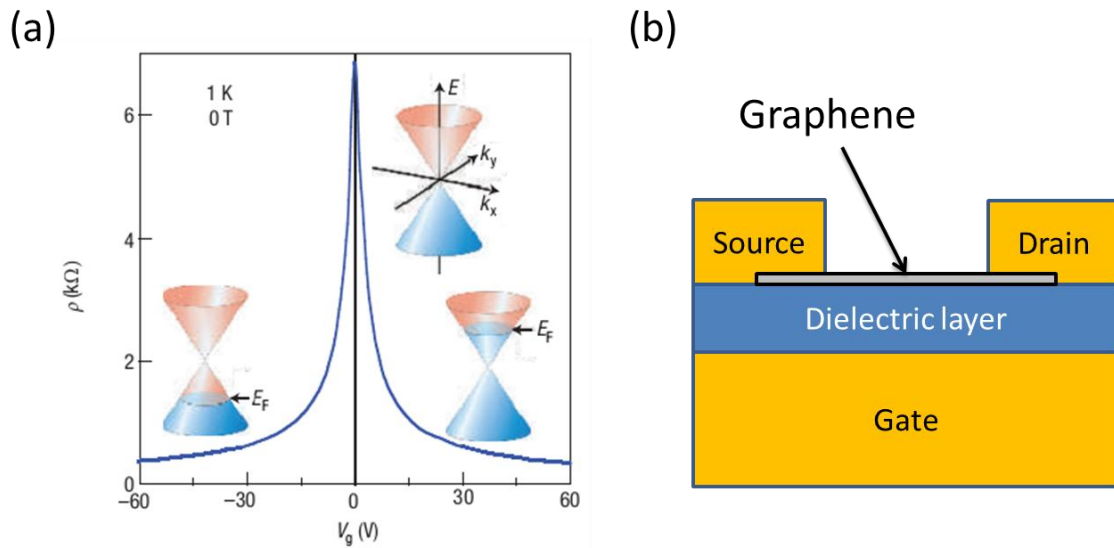 (a)
1 K
0 T
E
k_y
k_x
E_F
E_F
6
4
2
0
ρ (kΩ)
−60
−30
0
30
60
V_g (V)
(b)
Graphene
Source
Drain
Dielectric layer
Gate